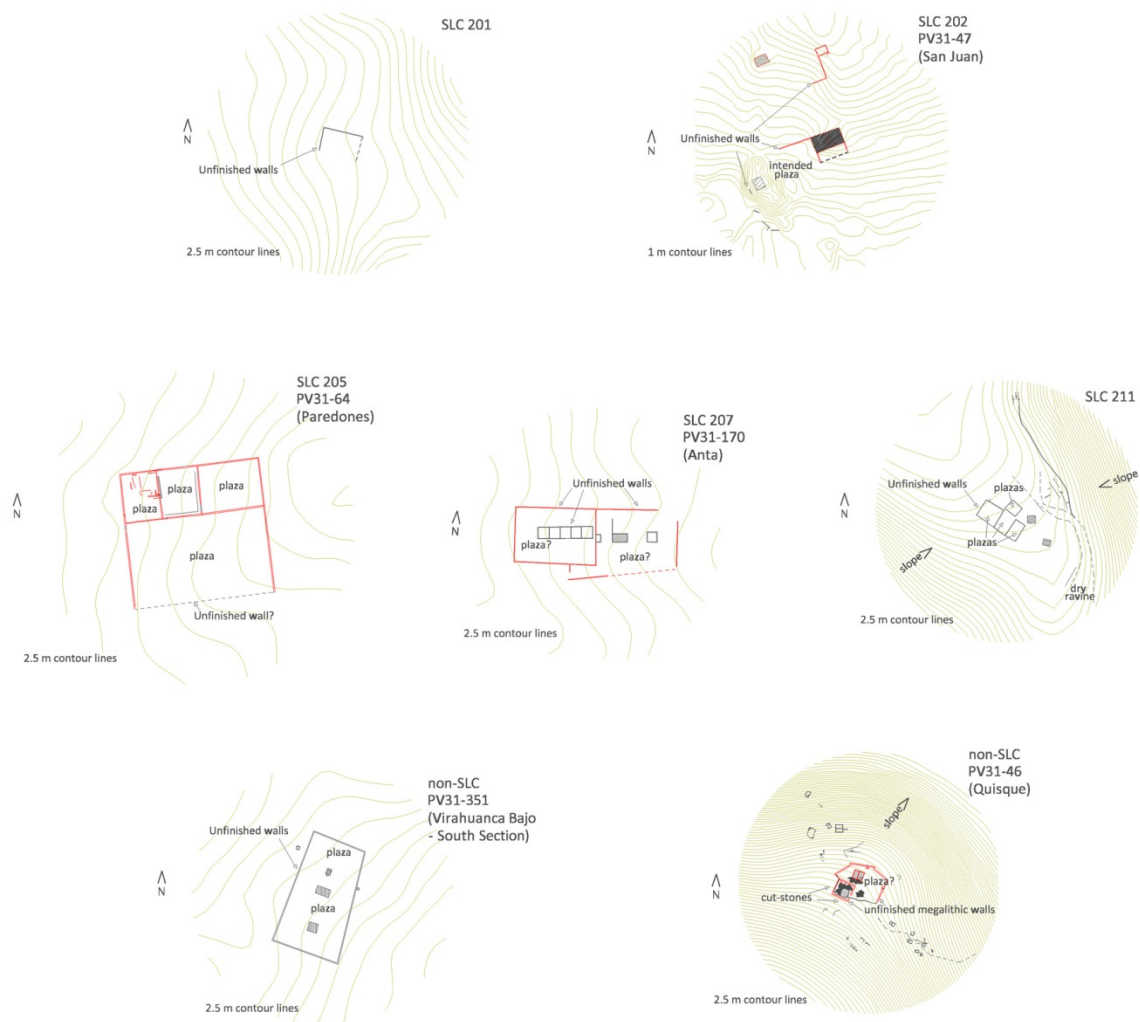 SLC 201
N
Unfinished walls
2.5 m contour lines
SLC 202
PV31-47
(San Juan)
N
Unfinished walls
intended
plaza
1 m contour lines
SLC 205
PV31-64
(Paredones)
N
plaza
plaza
plaza
plaza
Unfinished wall?
2.5 m contour lines
SLC 207
PV31-170
(Anta)
N
Unfinished walls
plaza?
plaza?
2.5 m contour lines
SLC 211
N
Unfinished walls
plazas
slope
plazas
slope
dry
ravine
2.5 m contour lines
non-SLC
PV31-351
(Virahuanca Bajo
- South Section)
N
Unfinished walls
plaza
plaza
2.5 m contour lines
non-SLC
PV31-46
(Quisque)
N
slope
plaza?
cut-stones
unfinished megalithic walls
2.5 m contour lines